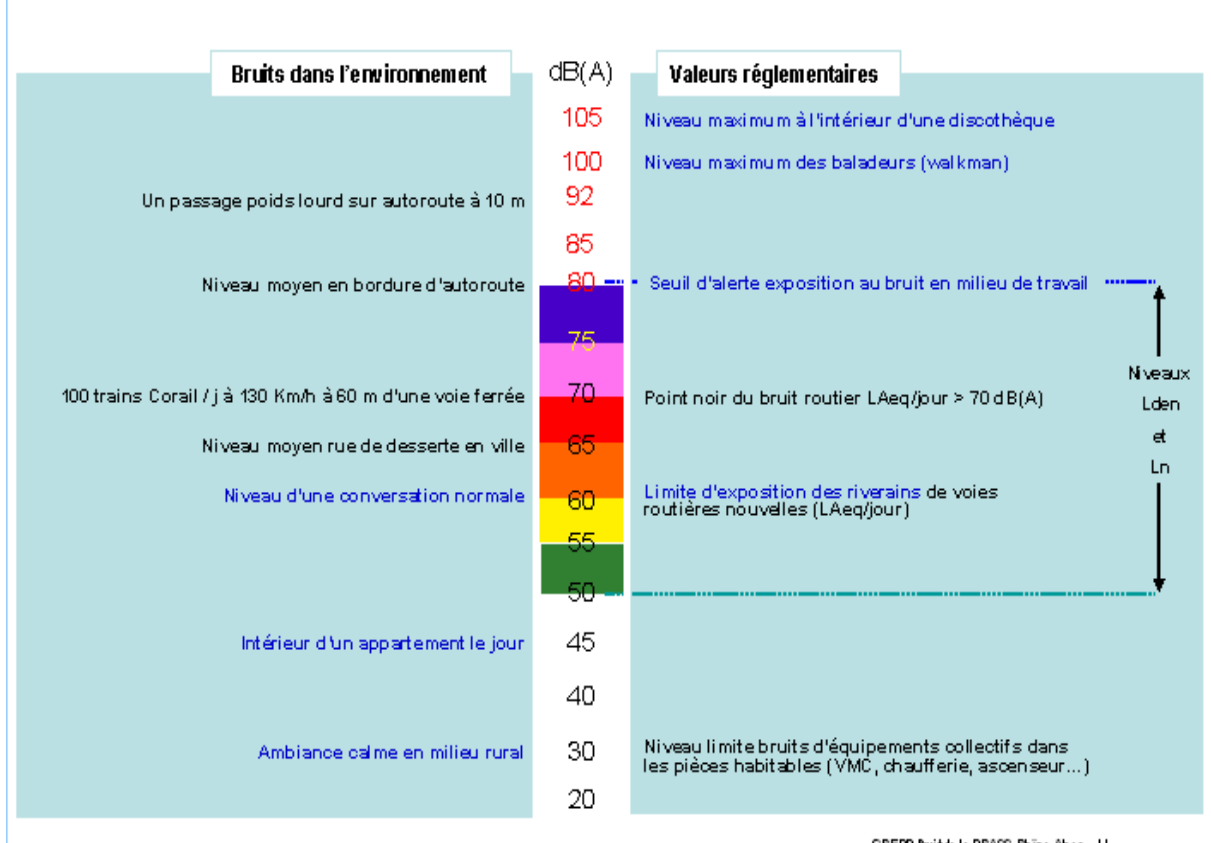 Bruits dans l'environnement
dB(A)
Valeurs réglementaires
105
Niveau maximum à l'intérieur d'une discothèque
100
Niveau maximum des baladeurs (walkman)
Un passage poids lourd sur autoroute à 10 m
92
85
Niveau moyen en bordure d'autoroute
80
Seuil d'alerte exposition au bruit en milieu de travail
75
100 trains Corail / j à 130 Km/h à 60 m d'une voie ferrée
70
Point noir du bruit routier LAeq/jour > 70 dB(A)
Niveau moyen rue de desserte en ville
65
Niveau d'une conversation normale
60
Limite d'exposition des riverains de voies
routières nouvelles (LAeq/jour)
55
50
Niveaux
Lden
et
Ln
Intérieur d'un appartement le jour
45
40
Ambiance calme en milieu rural
30
Niveau limite bruits d'équipements collectifs dans
les pièces habitables (VMC, chaufferie, ascenseur...)
20